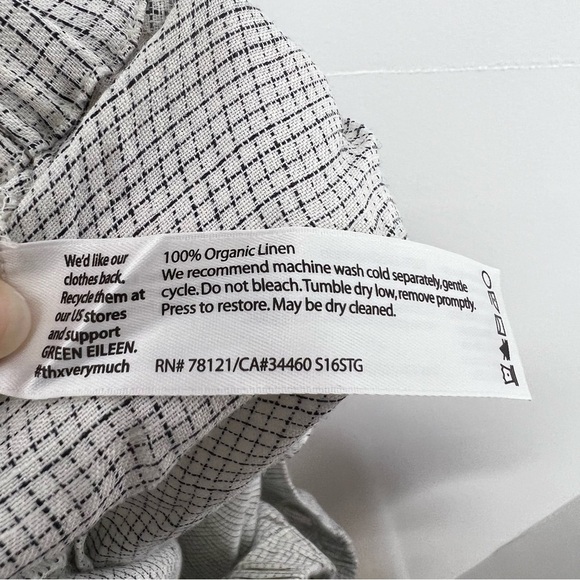 We'd like our
clothes back.
Recycle them at
our US stores
and support
GREEN EILEEN.
#thxverymuch
100% Organic Linen
We recommend machine wash cold separately, gentle
cycle. Do not bleach. Tumble dry low, remove promptly.
Press to restore. May be dry cleaned.
RN# 78121/CA#34460 S16STG